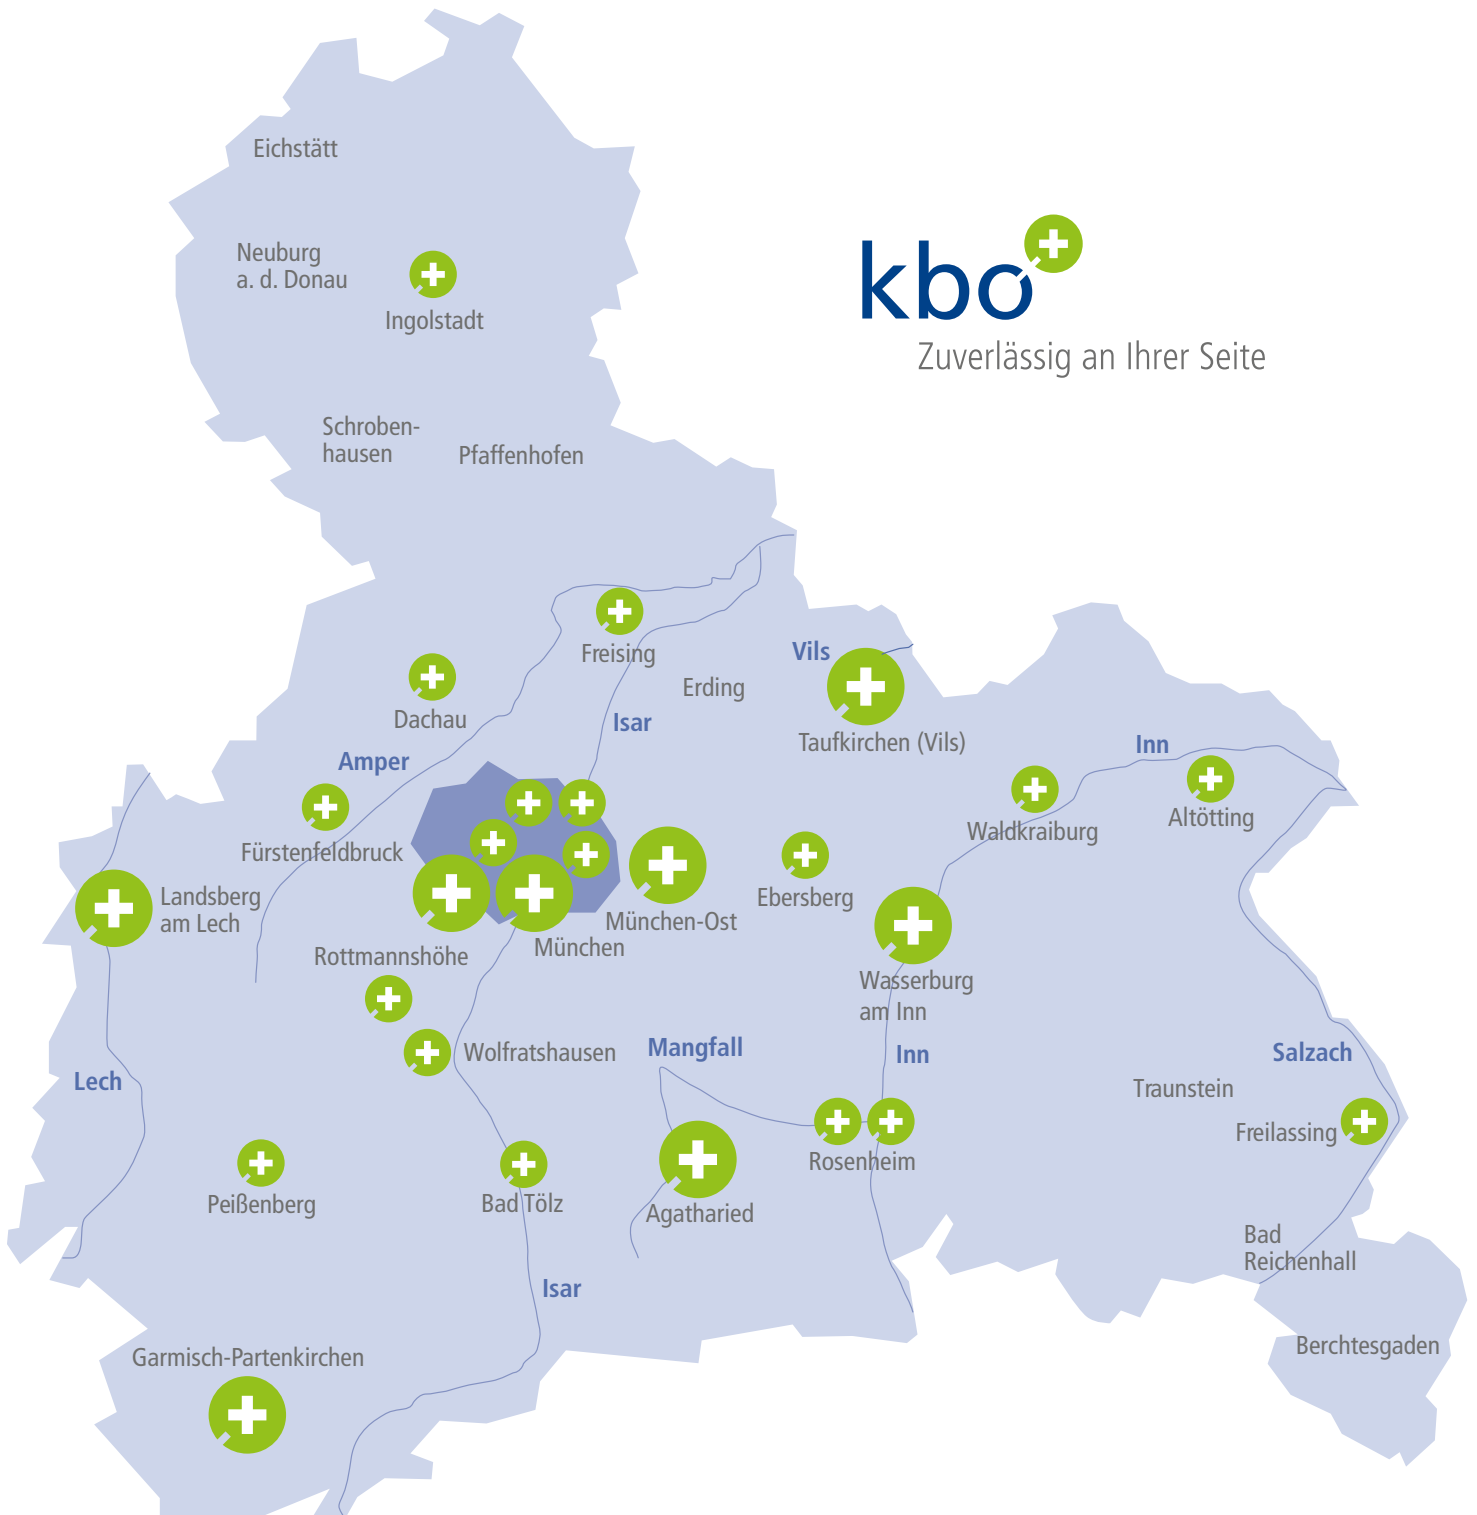 Eichstätt
Neuburg
a. d. Donau
Ingolstadt
kbo
Zuverlässig an Ihrer Seite
Schroben-
hausen
Pfaffenhofen
Freising
Vils
Erding
Dachau
Isar
Taufkirchen (Vils)
Inn
Amper
Altötting
Waldkraiburg
Fürstenfeldbruck
Landsberg
am Lech
Ebersberg
München-Ost
München
Rottmannshöhe
Wasserburg
am Inn
Wolfratshausen
Mangfall
Inn
Salzach
Lech
Traunstein
Freilassing
Rosenheim
Peißenberg
Bad Tölz
Agatharied
Bad
Reichenhall
Isar
Berchtesgaden
Garmisch-Partenkirchen